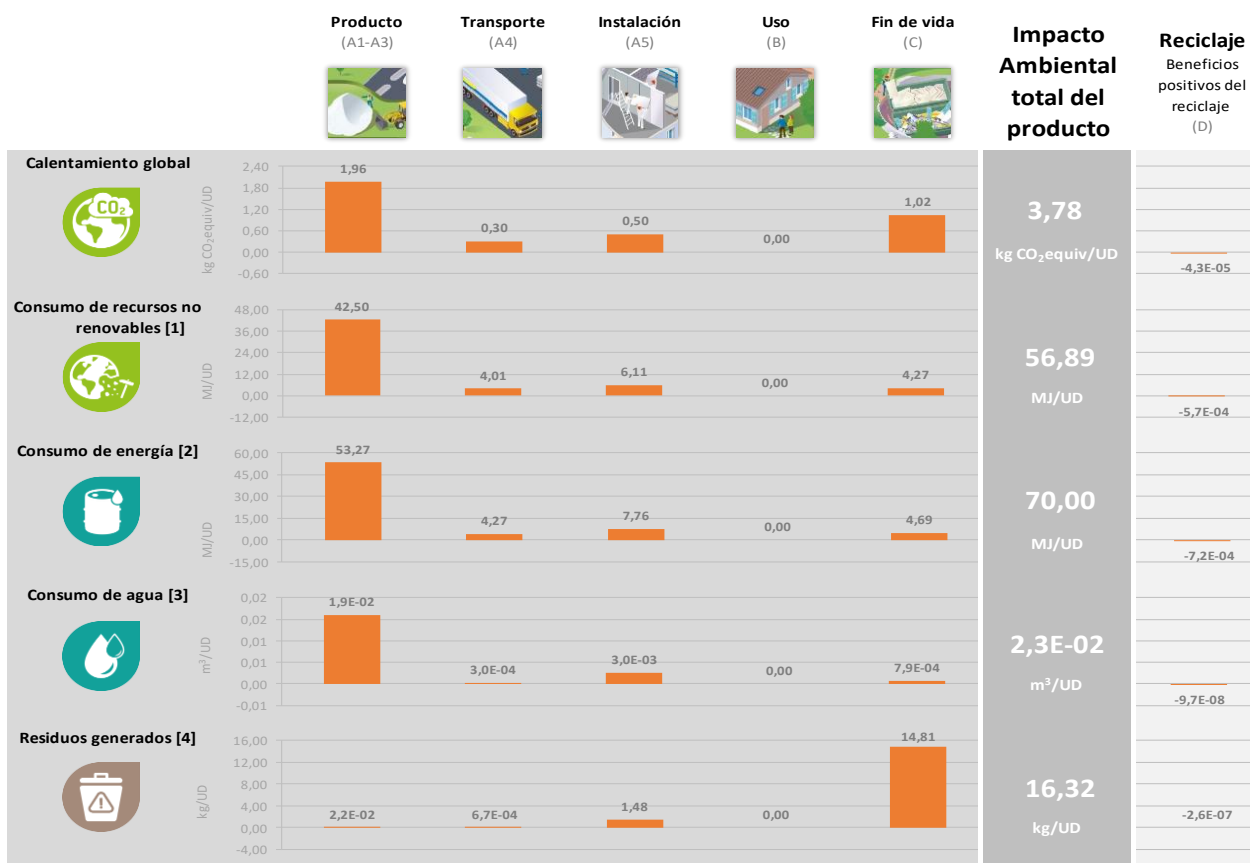 Producto
(A1-A3)
Transporte
(A4)
Instalación
(A5)
Uso
(B)
Fin de vida
(C)
Impacto
Ambiental
total del
producto
Reciclaje
Beneficios
positivos del
reciclaje
(D)
Calentamiento global
CO₂
kg CO₂equiv/UD
2,40
1,80
1,20
0,60
0,00
-0,60
1,96
0,30
0,50
0,00
1,02
3,78
kg CO₂equiv/UD
-4,3E-05
Consumo de recursos no
renovables [1]
MJ/UD
48,00
36,00
24,00
12,00
0,00
-12,00
42,50
4,01
6,11
0,00
4,27
56,89
MJ/UD
-5,7E-04
Consumo de energía [2]
MJ/UD
60,00
45,00
30,00
15,00
0,00
-15,00
53,27
4,27
7,76
0,00
4,69
70,00
MJ/UD
-7,2E-04
Consumo de agua [3]
m³/UD
0,02
0,02
0,01
0,01
0,00
-0,01
1,9E-02
3,0E-04
3,0E-03
0,00
7,9E-04
2,3E-02
m³/UD
-9,7E-08
Residuos generados [4]
kg/UD
16,00
12,00
8,00
4,00
0,00
-4,00
2,2E-02
6,7E-04
1,48
0,00
14,81
16,32
kg/UD
-2,6E-07